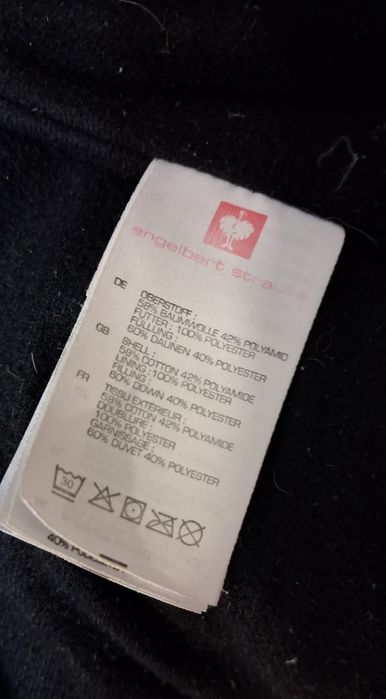 engelbert strauss
DE
OBERSTOFF :
58% BAUMWOLLE 42% POLYAMID
FUTTER : 100% POLYESTER
FÜLLUNG :
60% DAUNEN 40% POLYESTER
GB
SHELL :
58% COTTON 42% POLYAMIDE
LINING :100% POLYESTER
FILLING :
60% DOWN 40% POLYESTER
FR
TISSU EXTERIEUR :
58% COTON 42% POLYAMIDE
DOUBLURE :
100% POLYESTER
GARNISSAGE :
60% DUVET 40% POLYESTER
30
40%